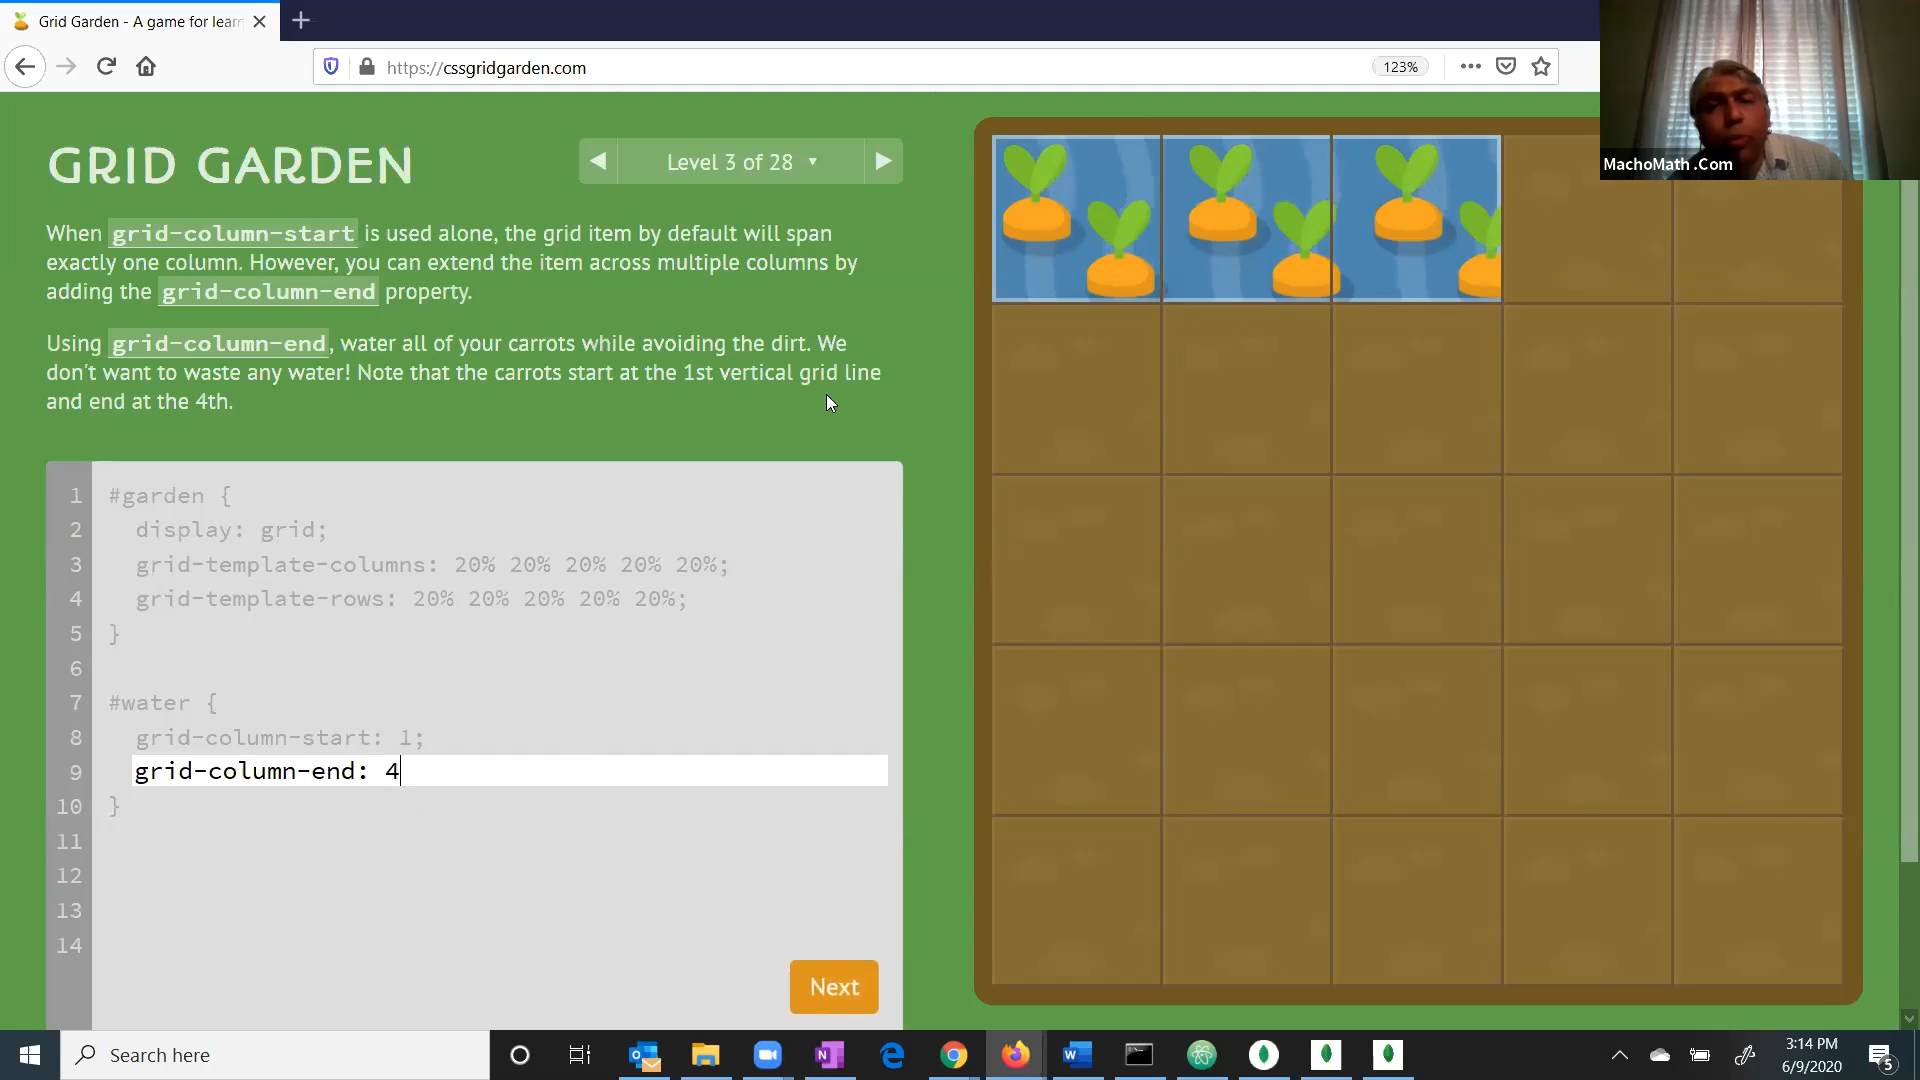 Grid Garden - A game for learn
https://cssgridgarden.com
123%
MachoMath .Com
GRID GARDEN
Level 3 of 28
When grid-column-start is used alone, the grid item by default will span
exactly one column. However, you can extend the item across multiple columns by
adding the grid-column-end property.
Using grid-column-end, water all of your carrots while avoiding the dirt. We
don't want to waste any water! Note that the carrots start at the 1st vertical grid line
and end at the 4th.
1 #garden {
2 display: grid;
3 grid-template-columns: 20% 20% 20% 20% 20%;
4 grid-template-rows: 20% 20% 20% 20% 20%;
5 }
6
7 #water {
8 grid-column-start: 1;
9 grid-column-end: 4
10 }
11
12
13
14
Next
Search here
3:14 PM
6/9/2020
5